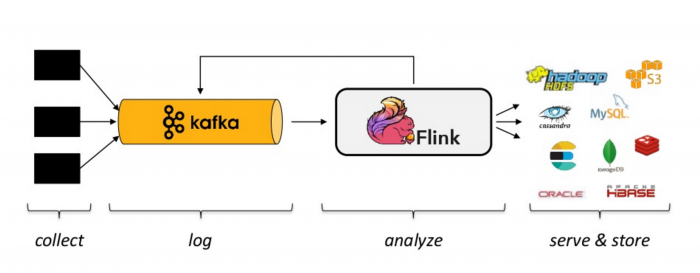 hadoop
HDFS
S3
kafka
Flink
cassandra
MySQL
mongoDB
ORACLE
APACHE
HBASE
collect
log
analyze
serve & store